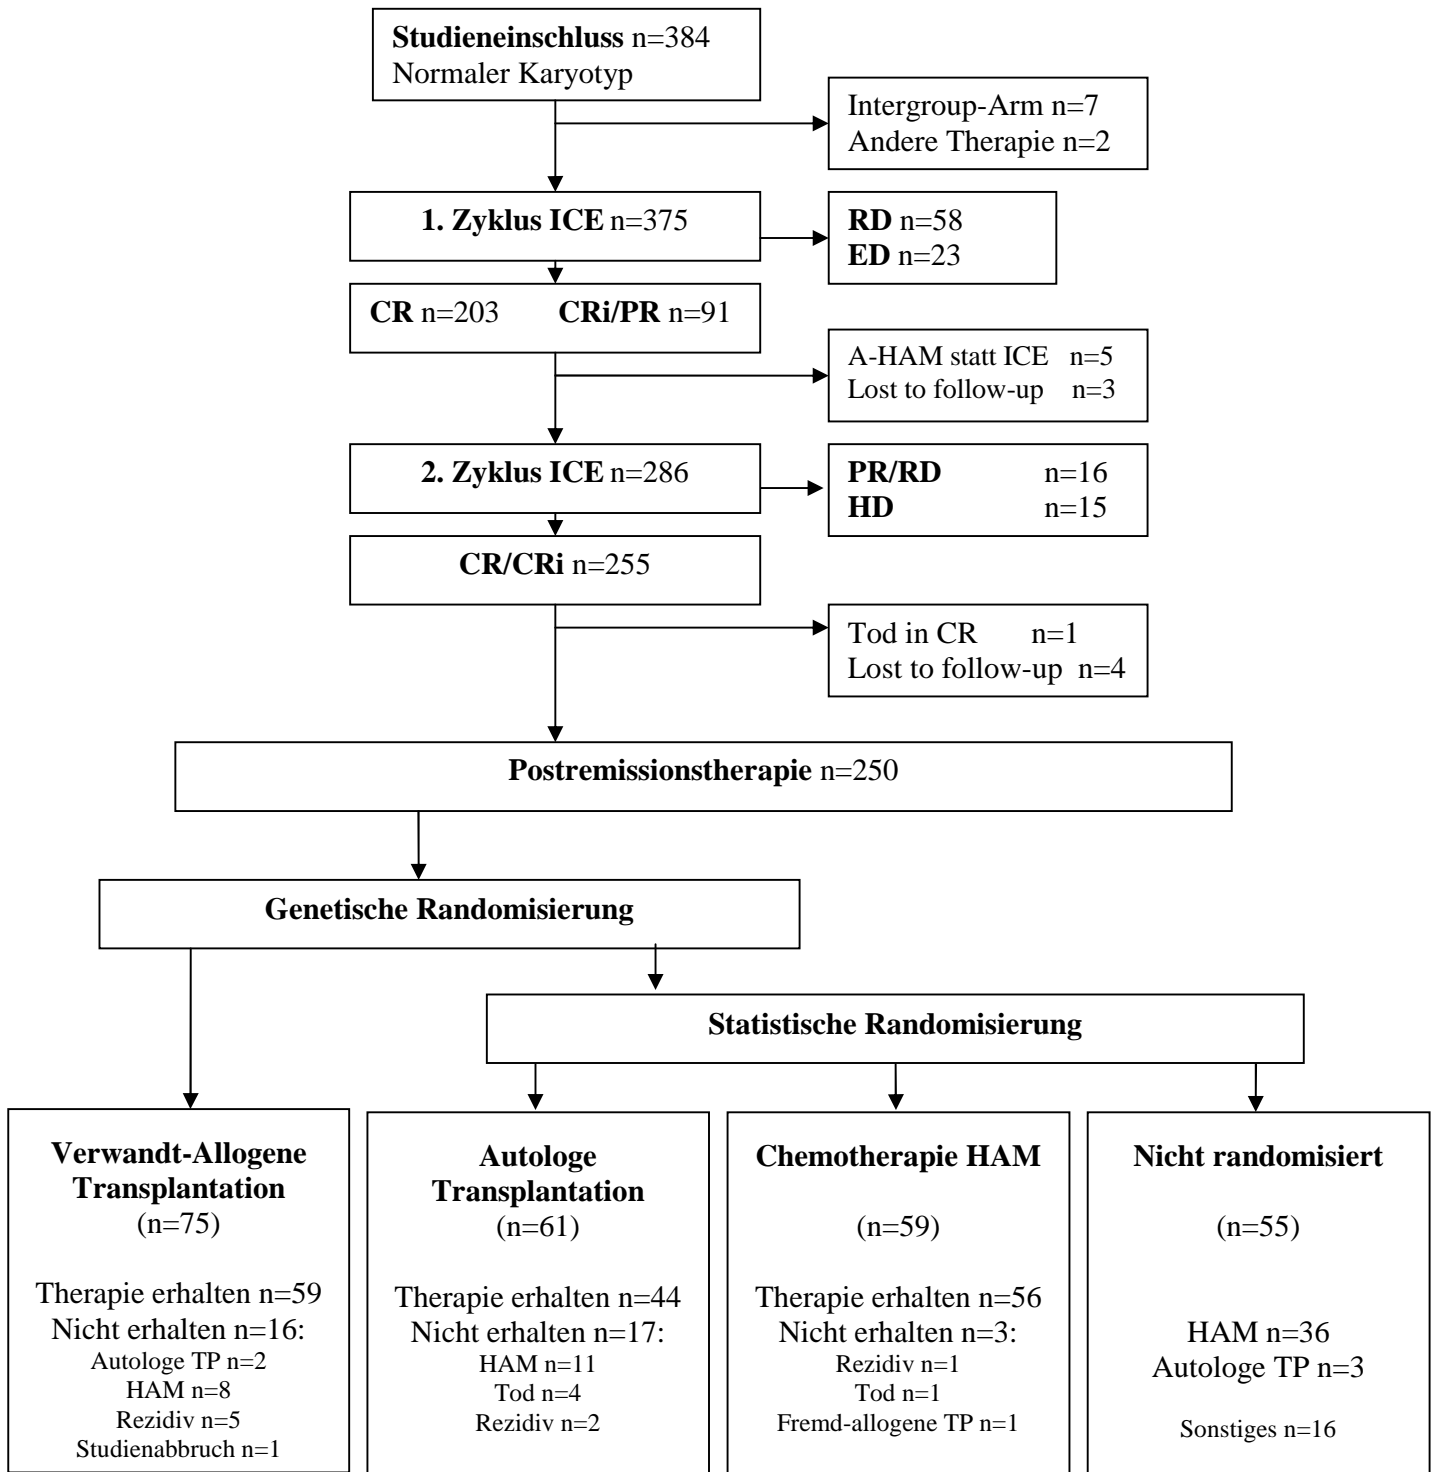 Studieneinschluss n=384
Normaler Karyotyp
Intergroup-Arm n=7
Andere Therapie n=2
1. Zyklus ICE n=375
RD n=58
ED n=23
CR n=203 CRi/PR n=91
A-HAM statt ICE n=5
Lost to follow-up n=3
2. Zyklus ICE n=286
PR/RD n=16
HD n=15
CR/CRi n=255
Tod in CR n=1
Lost to follow-up n=4
Postremissionstherapie n=250
Genetische Randomisierung
Statistische Randomisierung
Verwandt-Allogene
Transplantation
(n=75)
Therapie erhalten n=59
Nicht erhalten n=16:
Autologe TP n=2
HAM n=8
Rezidiv n=5
Studienabbruch n=1
Autologe
Transplantation
(n=61)
Therapie erhalten n=44
Nicht erhalten n=17:
HAM n=11
Tod n=4
Rezidiv n=2
Chemotherapie HAM
(n=59)
Therapie erhalten n=56
Nicht erhalten n=3:
Rezidiv n=1
Tod n=1
Fremd-allogene TP n=1
Nicht randomisiert
(n=55)
HAM n=36
Autologe TP n=3
Sonstiges n=16